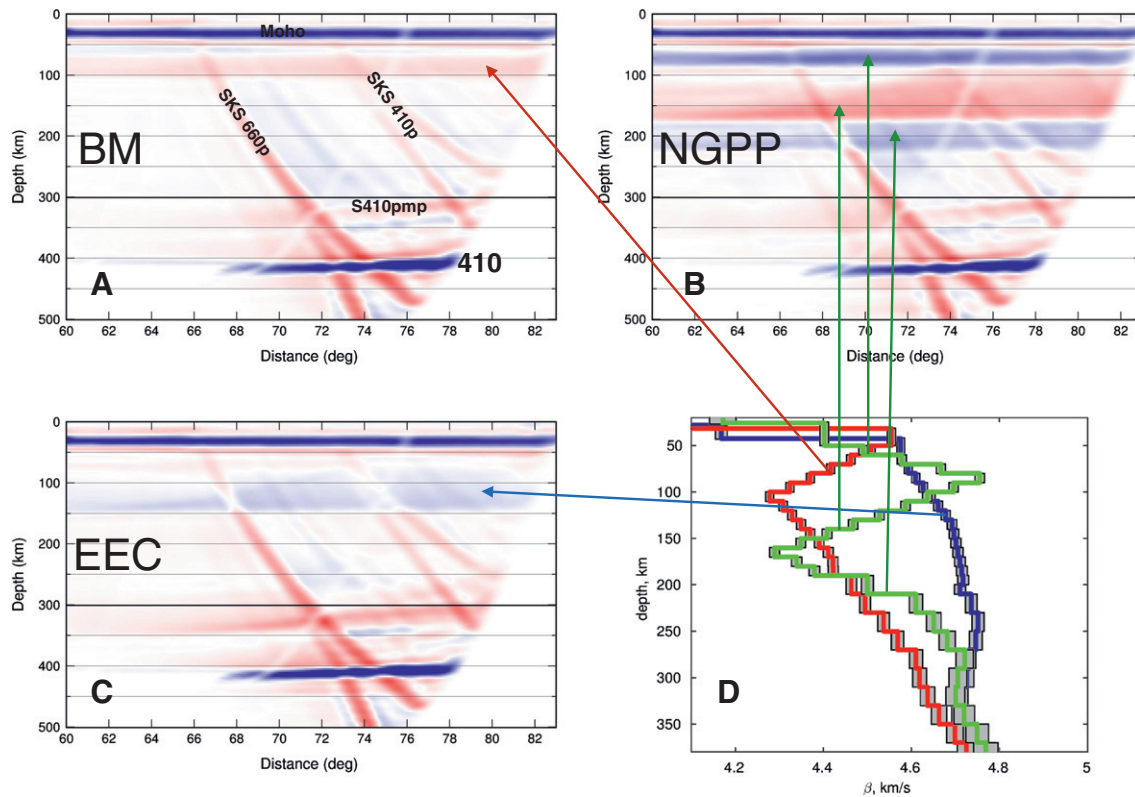 0
100
200
300
400
500
Depth (km)
Moho
SKS 660p
SKS 410p
BM
S410pmp
410
A
60 62 64 66 68 70 72 74 76 78 80 82
Distance (deg)
0
100
200
300
400
500
Depth (km)
NGPP
B
60 62 64 66 68 70 72 74 76 78 80 82
Distance (deg)
0
100
200
300
400
500
Depth (km)
EEC
C
60 62 64 66 68 70 72 74 76 78 80 82
Distance (deg)
50
100
150
200
250
300
350
depth, km
D
4.2 4.4 4.6 4.8 5
β, km/s